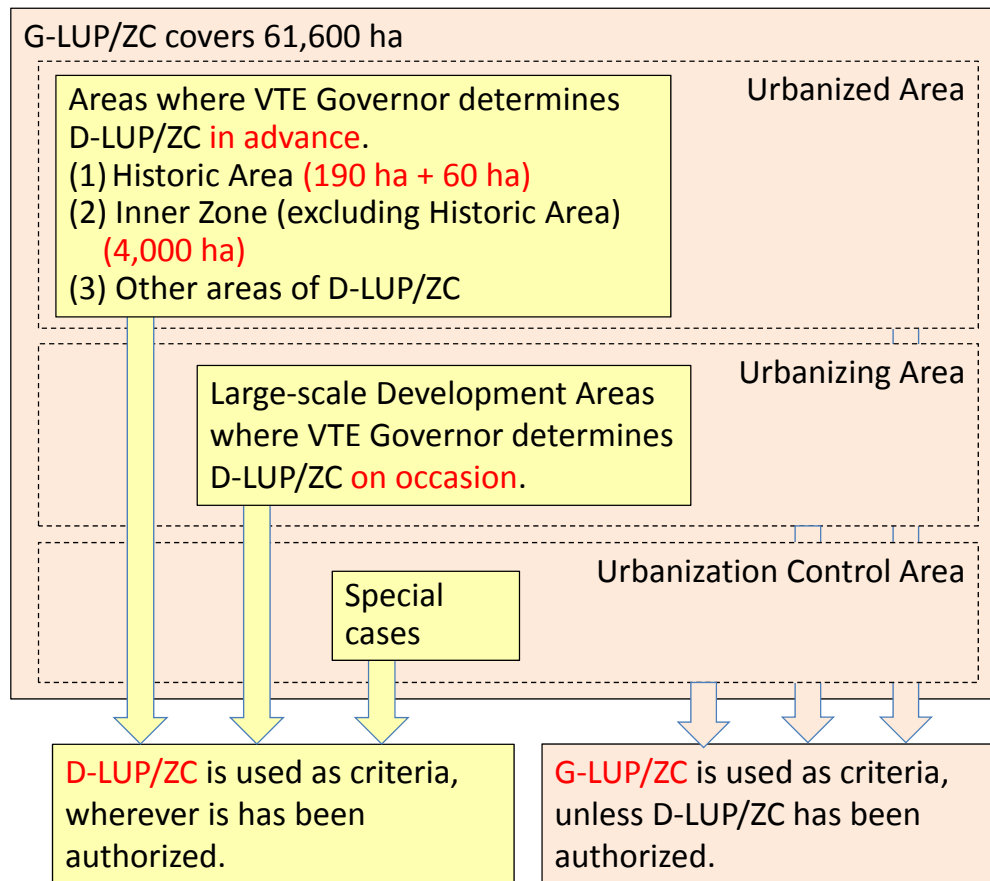 G-LUP/ZC covers 61,600 ha
Urbanized Area
Areas where VTE Governor determines
D-LUP/ZC in advance.
(1) Historic Area (190 ha + 60 ha)
(2) Inner Zone (excluding Historic Area)
(4,000 ha)
(3) Other areas of D-LUP/ZC
Urbanizing Area
Large-scale Development Areas
where VTE Governor determines
D-LUP/ZC on occasion.
Urbanization Control Area
Special
cases
D-LUP/ZC is used as criteria,
wherever is has been
authorized.
G-LUP/ZC is used as criteria,
unless D-LUP/ZC has been
authorized.